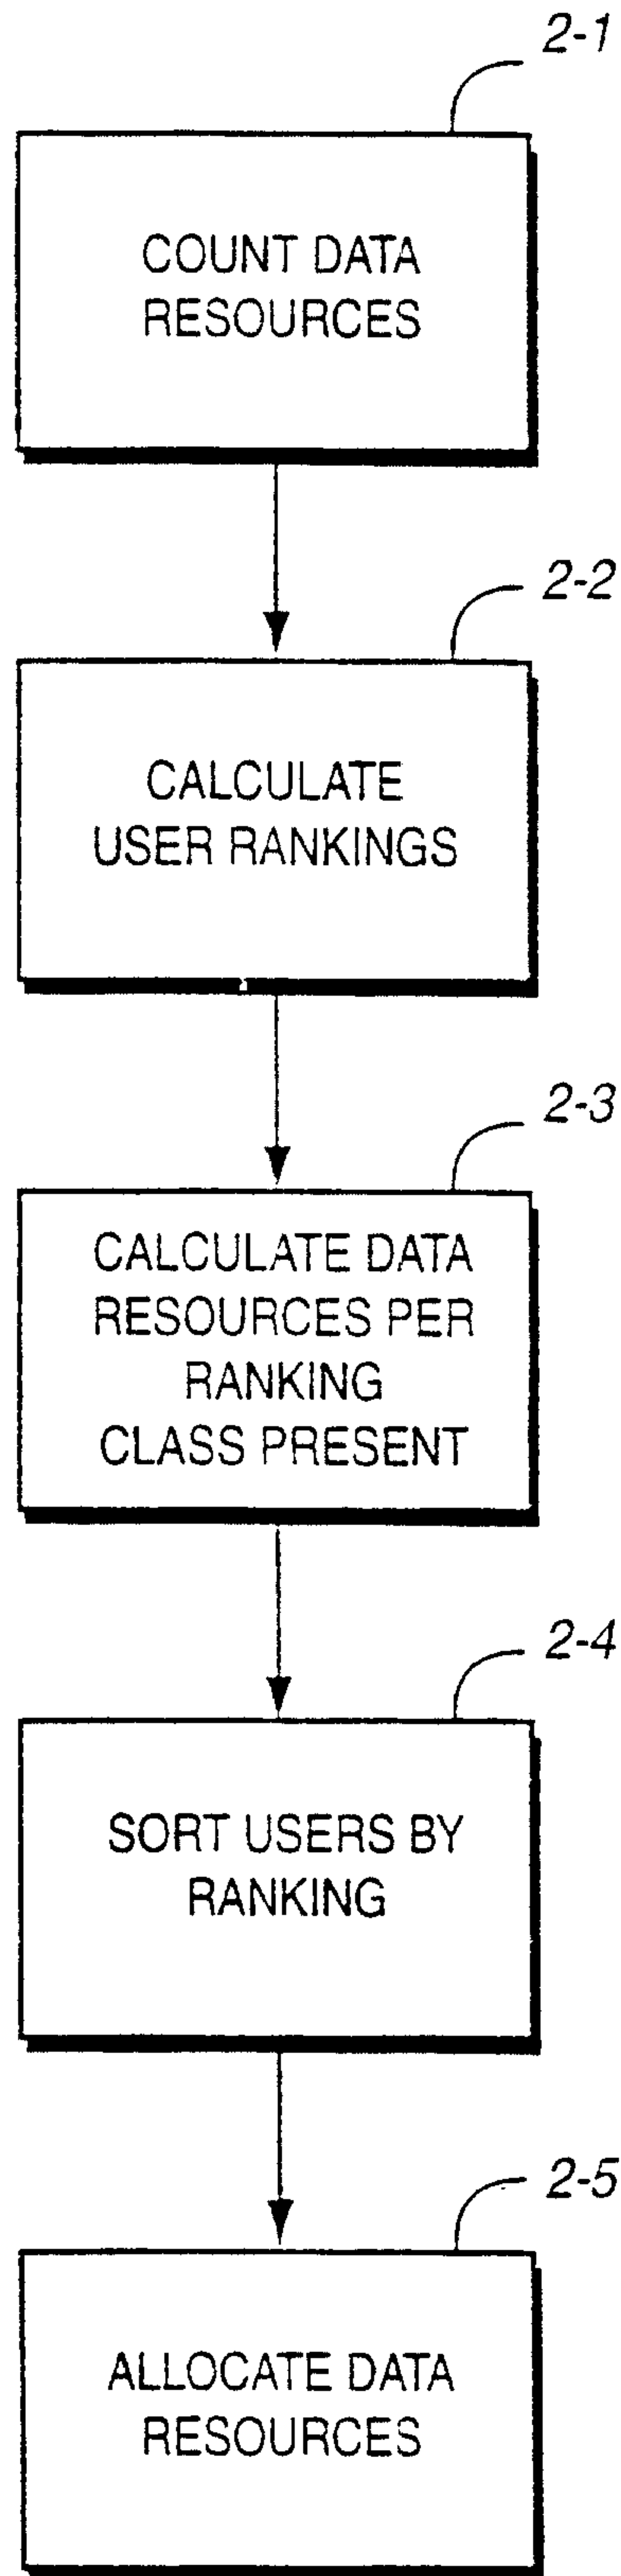 2-1
COUNT DATA
RESOURCES
2-2
CALCULATE
USER RANKINGS
2-3
CALCULATE DATA
RESOURCES PER
RANKING
CLASS PRESENT
2-4
SORT USERS BY
RANKING
2-5
ALLOCATE DATA
RESOURCES